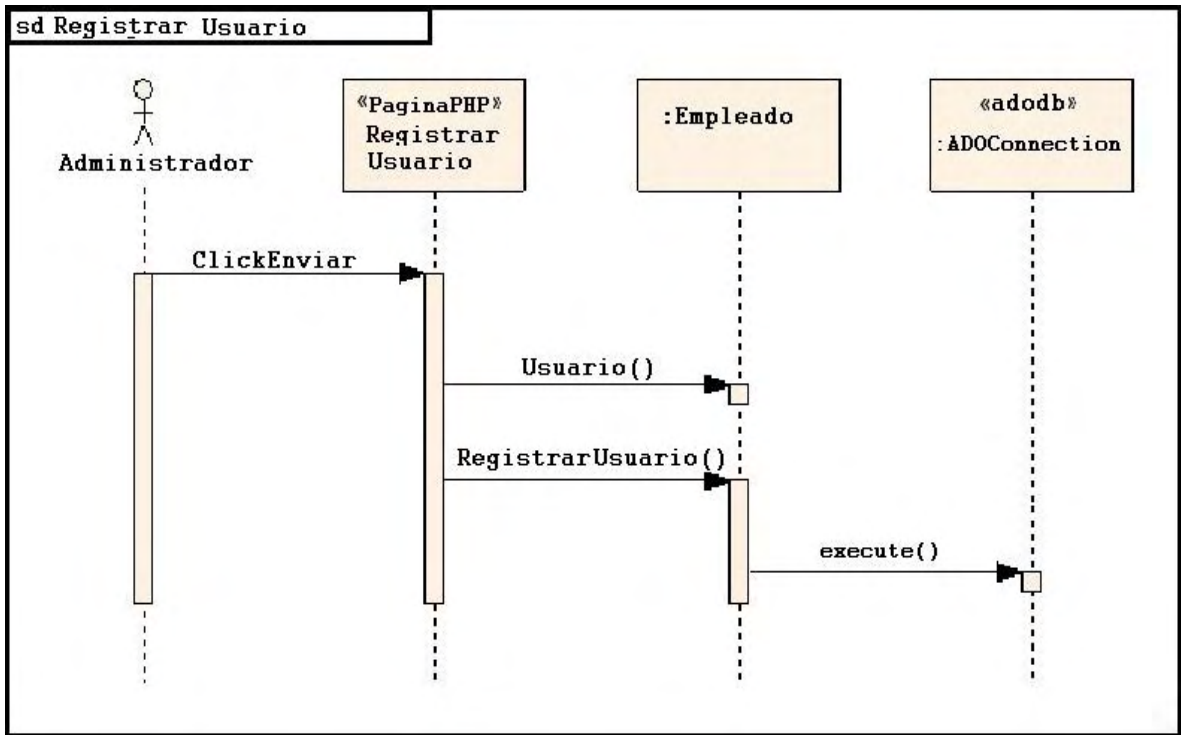 sd Registrar Usuario
Administrador
«PaginaPHP»
Registrar
Usuario
:Empleado
«adodb»
:ADOConnection
ClickEnviar
Usuario()
RegistrarUsuario()
execute()